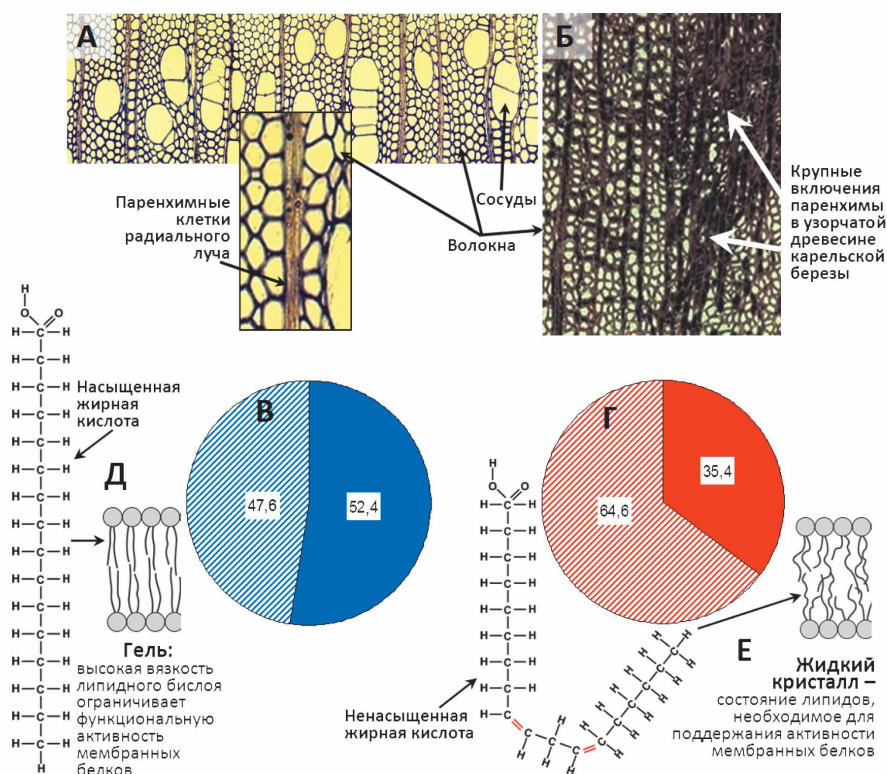 А
Б
Сосуды
Паренхимные
клетки
радиального
луча
Волокна
Крупные
включения
паренхимы
в узорчатой
древесине
карельской
березы
Насыщенная
жирная
кислота
В
47,6
52,4
Г
64,6
35,4
Д
Гель:
высокая вязкость
липидного бислоя
ограничивает
функциональную
активность
мембранных
белков
Ненасыщенная
жирная кислота
Е
Жидкий
кристалл –
состояние липидов,
необходимое для
поддержания активности
мембранных белков